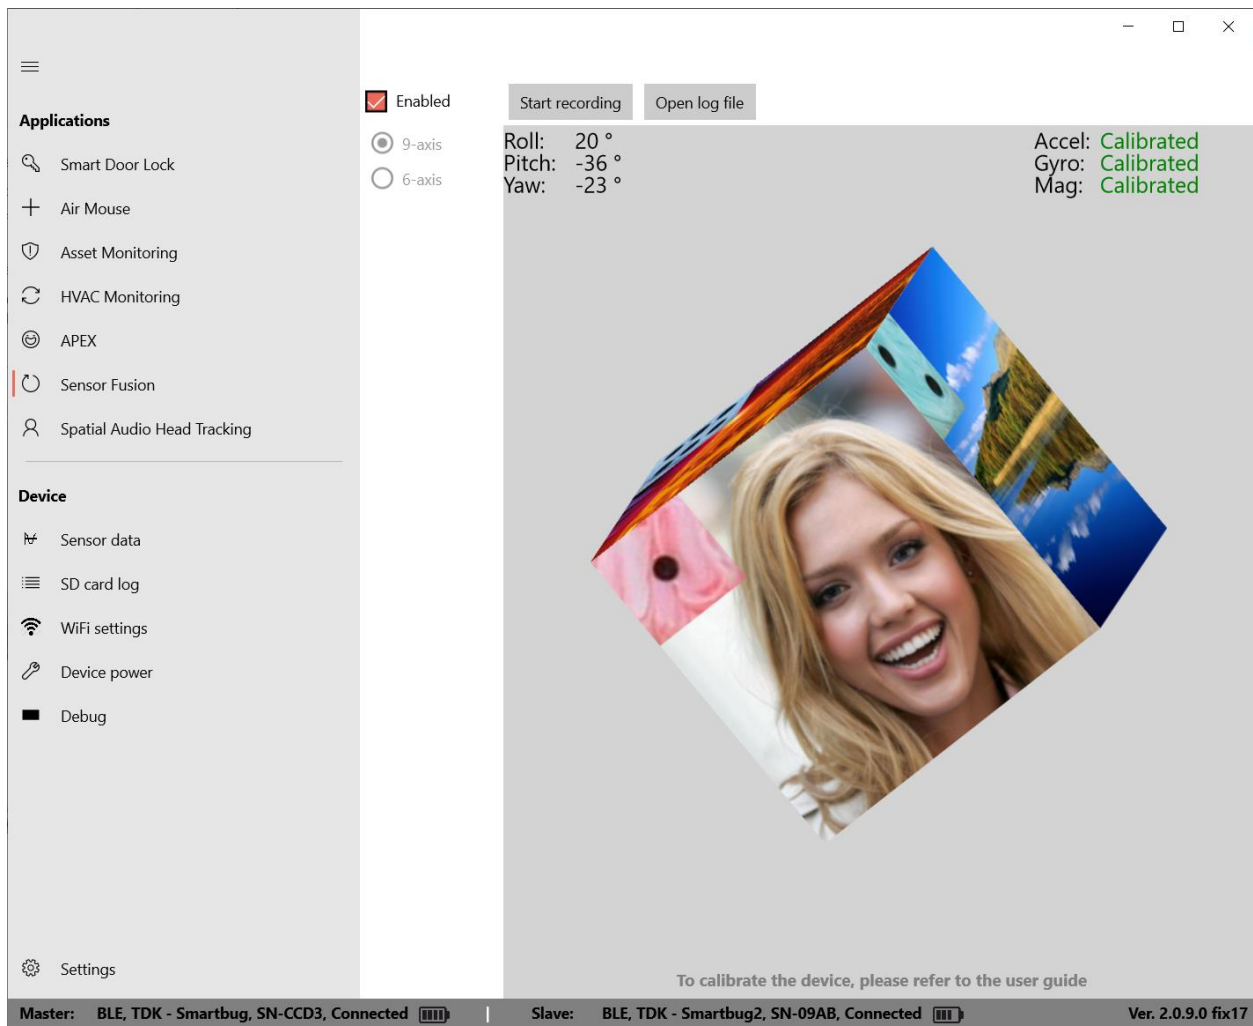 Applications
Smart Door Lock
Air Mouse
Asset Monitoring
HVAC Monitoring
APEX
Sensor Fusion
Spatial Audio Head Tracking
Device
Sensor data
SD card log
WiFi settings
Device power
Debug
Settings
Enabled
9-axis
6-axis
Start recording Open log file
Roll: 20 °
Pitch: -36 °
Yaw: -23 °
Accel: Calibrated
Gyro: Calibrated
Mag: Calibrated
To calibrate the device, please refer to the user guide
Master: BLE, TDK - Smartbug, SN-CCD3, Connected | Slave: BLE, TDK - Smartbug2, SN-09AB, Connected Ver. 2.0.9.0 fix17